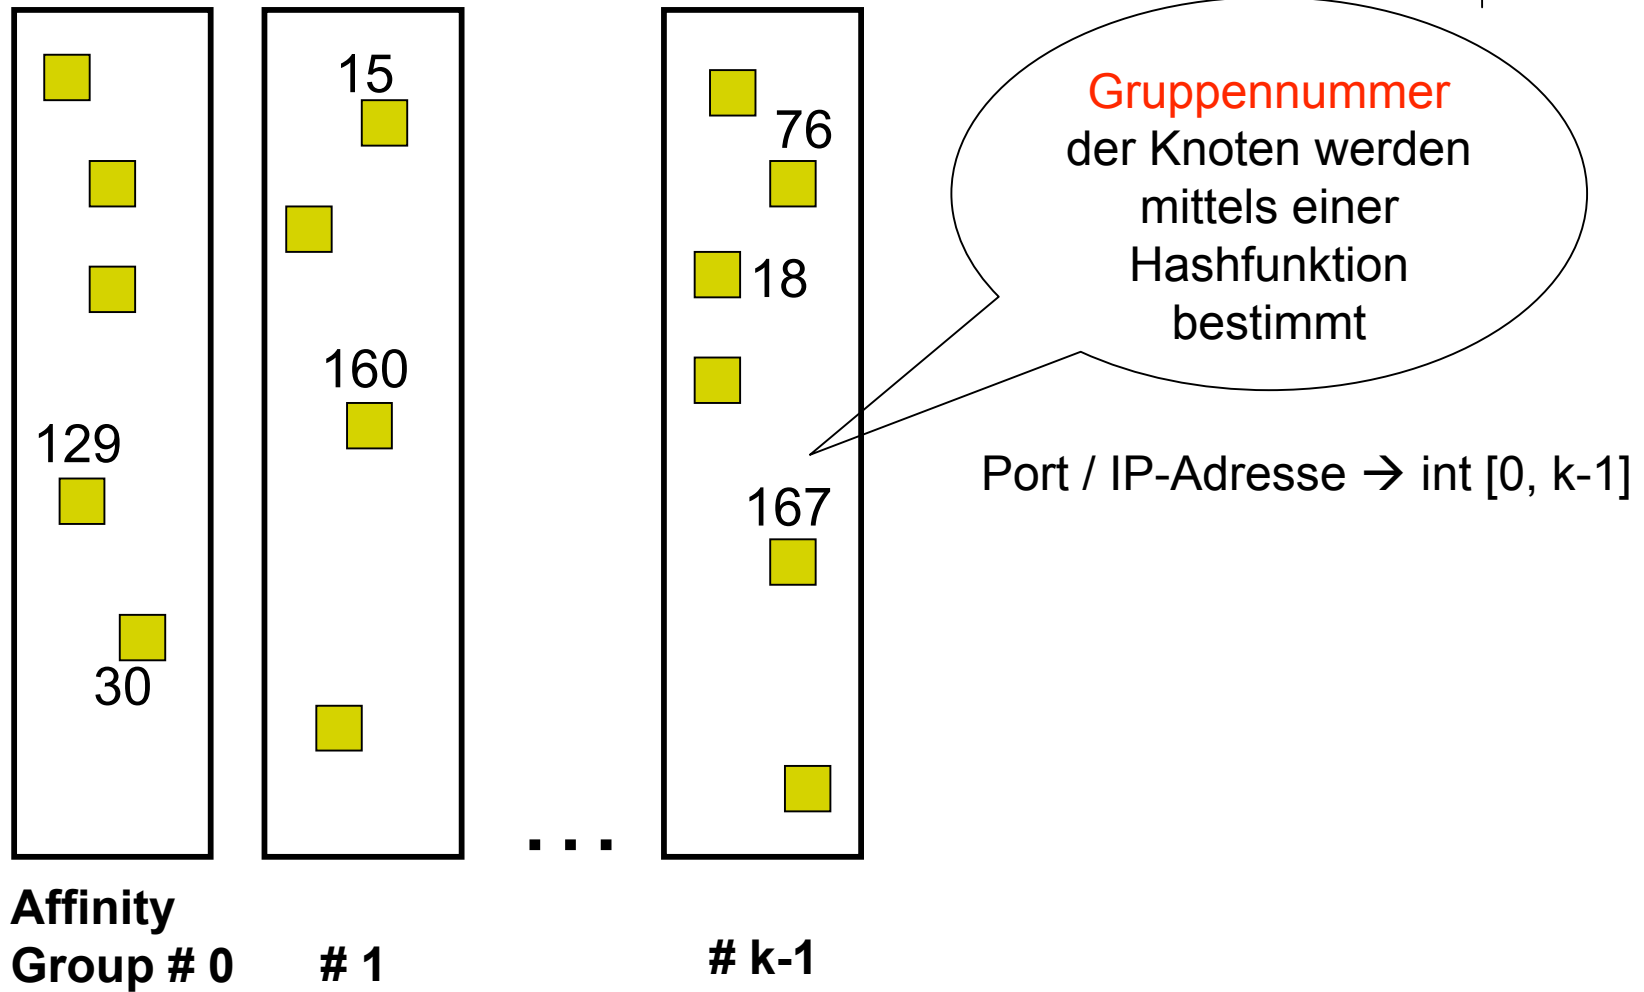 15
76
18
160
129
167
30
Gruppennummer
der Knoten werden
mittels einer
Hashfunktion
bestimmt
Port / IP-Adresse → int [0, k-1]
...
Affinity
Group # 0
# 1
# k-1